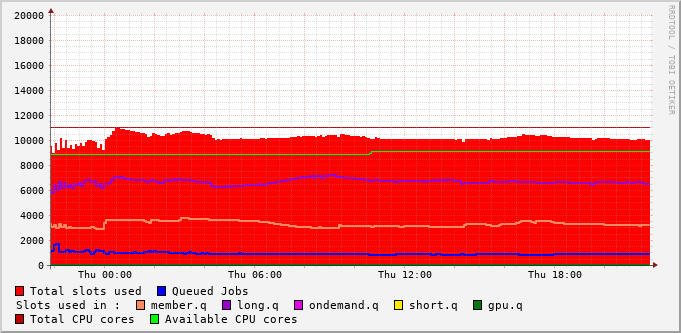 RRDTOOL / TOBI OETIKER
20000
18000
16000
14000
12000
10000
8000
6000
4000
2000
0
Thu 00:00 Thu 06:00 Thu 12:00 Thu 18:00
Total slots used Queued Jobs
Slots used in : member.q long.q ondemand.q short.q gpu.q
Total CPU cores Available CPU cores